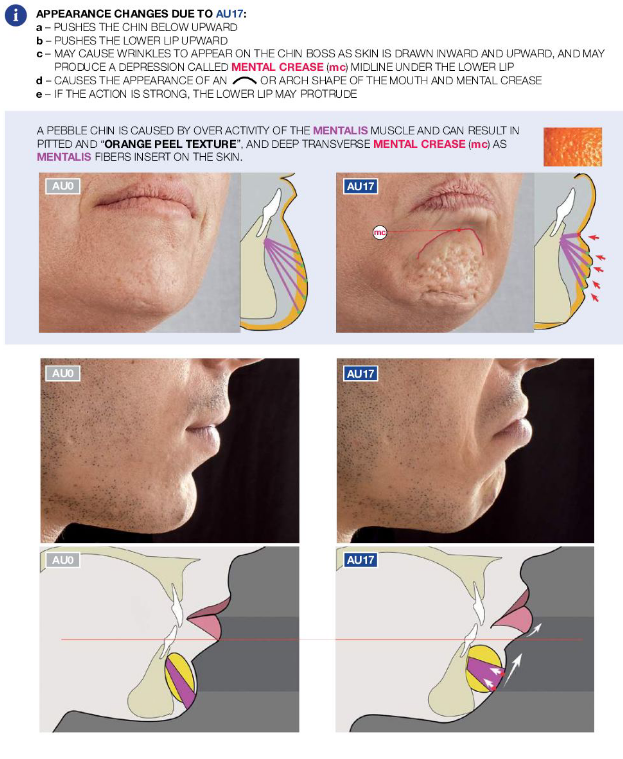 i
APPEARANCE CHANGES DUE TO AU17:
a – PUSHES THE CHIN BELOW UPWARD
b – PUSHES THE LOWER LIP UPWARD
c – MAY CAUSE WRINKLES TO APPEAR ON THE CHIN BOSS AS SKIN IS DRAWN INWARD AND UPWARD, AND MAY
PRODUCE A DEPRESSION CALLED MENTAL CREASE (mc) MIDLINE UNDER THE LOWER LIP
d – CAUSES THE APPEARANCE OF AN OR ARCH SHAPE OF THE MOUTH AND MENTAL CREASE
e – IF THE ACTION IS STRONG, THE LOWER LIP MAY PROTRUDE
A PEBBLE CHIN IS CAUSED BY OVER ACTIVITY OF THE MENTALIS MUSCLE AND CAN RESULT IN
PITTED AND “ORANGE PEEL TEXTURE”, AND DEEP TRANSVERSE MENTAL CREASE (mc) AS
MENTALIS FIBERS INSERT ON THE SKIN.
AU0
AU17
mc
AU0
AU17
AU0
AU17